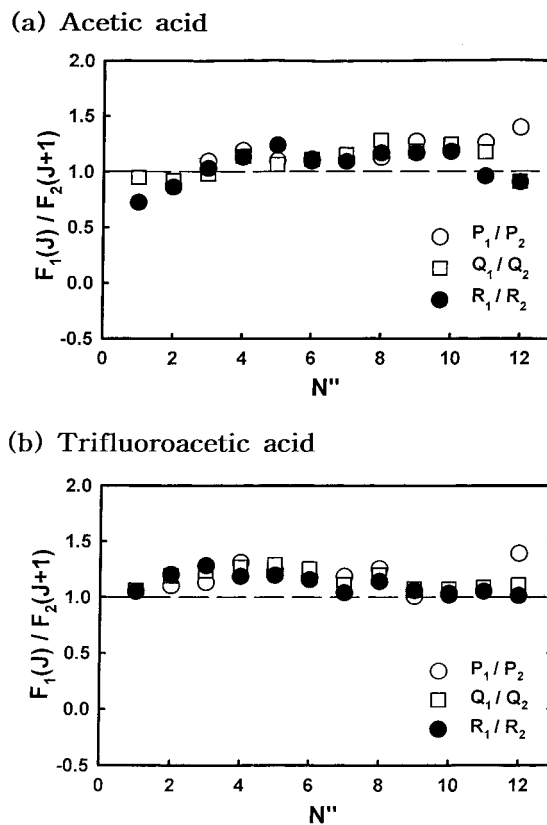 (a) Acetic acid
2.0
1.5
1.0
0.5
0.0
-0.5
F₁(J) / F₂(J+1)
P₁ / P₂
Q₁ / Q₂
R₁ / R₂
0 2 4 6 8 10 12
N"
(b) Trifluoroacetic acid
2.0
1.5
1.0
0.5
0.0
-0.5
F₁(J) / F₂(J+1)
P₁ / P₂
Q₁ / Q₂
R₁ / R₂
0 2 4 6 8 10 12
N"